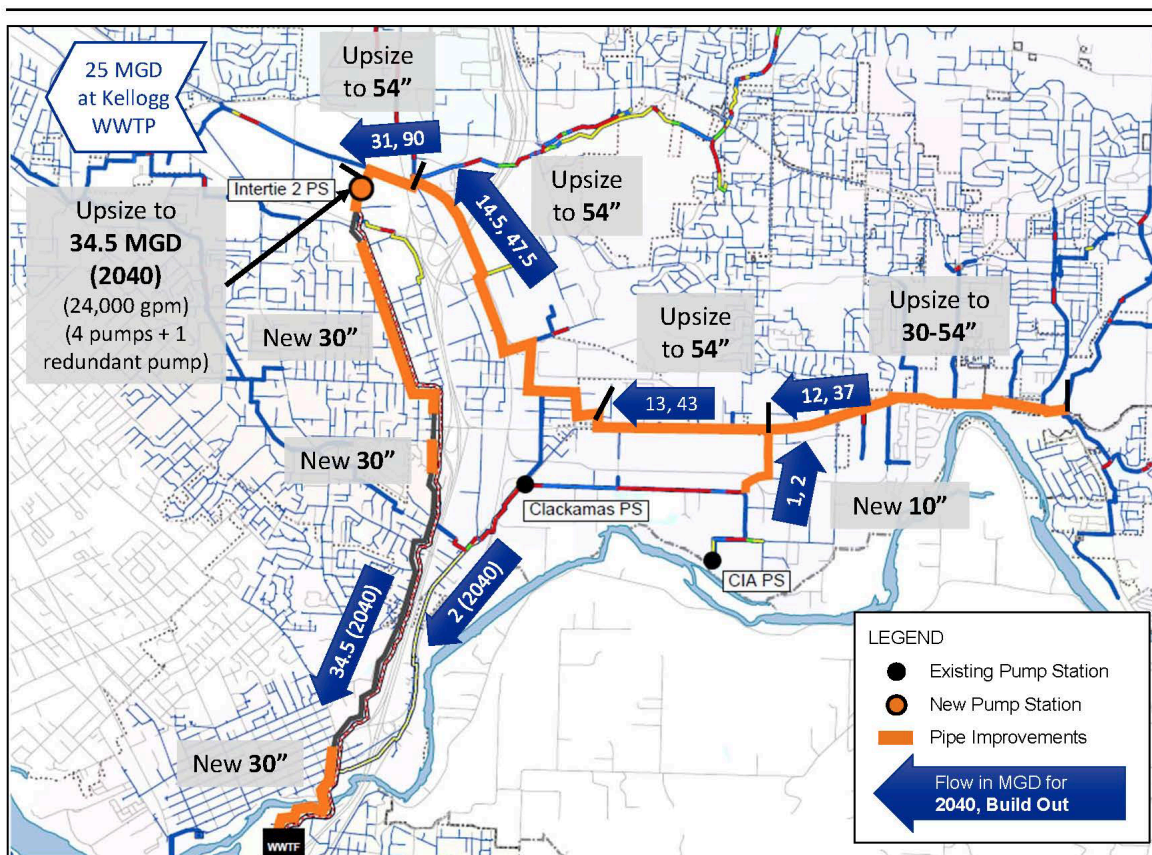 25 MGD
at Kellogg
WWTP
Upsize
to 54”
31, 90
Intertie 2 PS
Upsize to
34.5 MGD
(2040)
(24,000 gpm)
(4 pumps + 1
redundant pump)
14.5, 47.5
Upsize
to 54”
New 30”
Upsize
to 54”
Upsize to
30-54”
13, 43
12, 37
New 30”
Clackamas PS
1, 2
New 10”
CIA PS
2 (2040)
34.5 (2040)
New 30”
WWTF
LEGEND
Existing Pump Station
New Pump Station
Pipe Improvements
Flow in MGD for
2040, Build Out